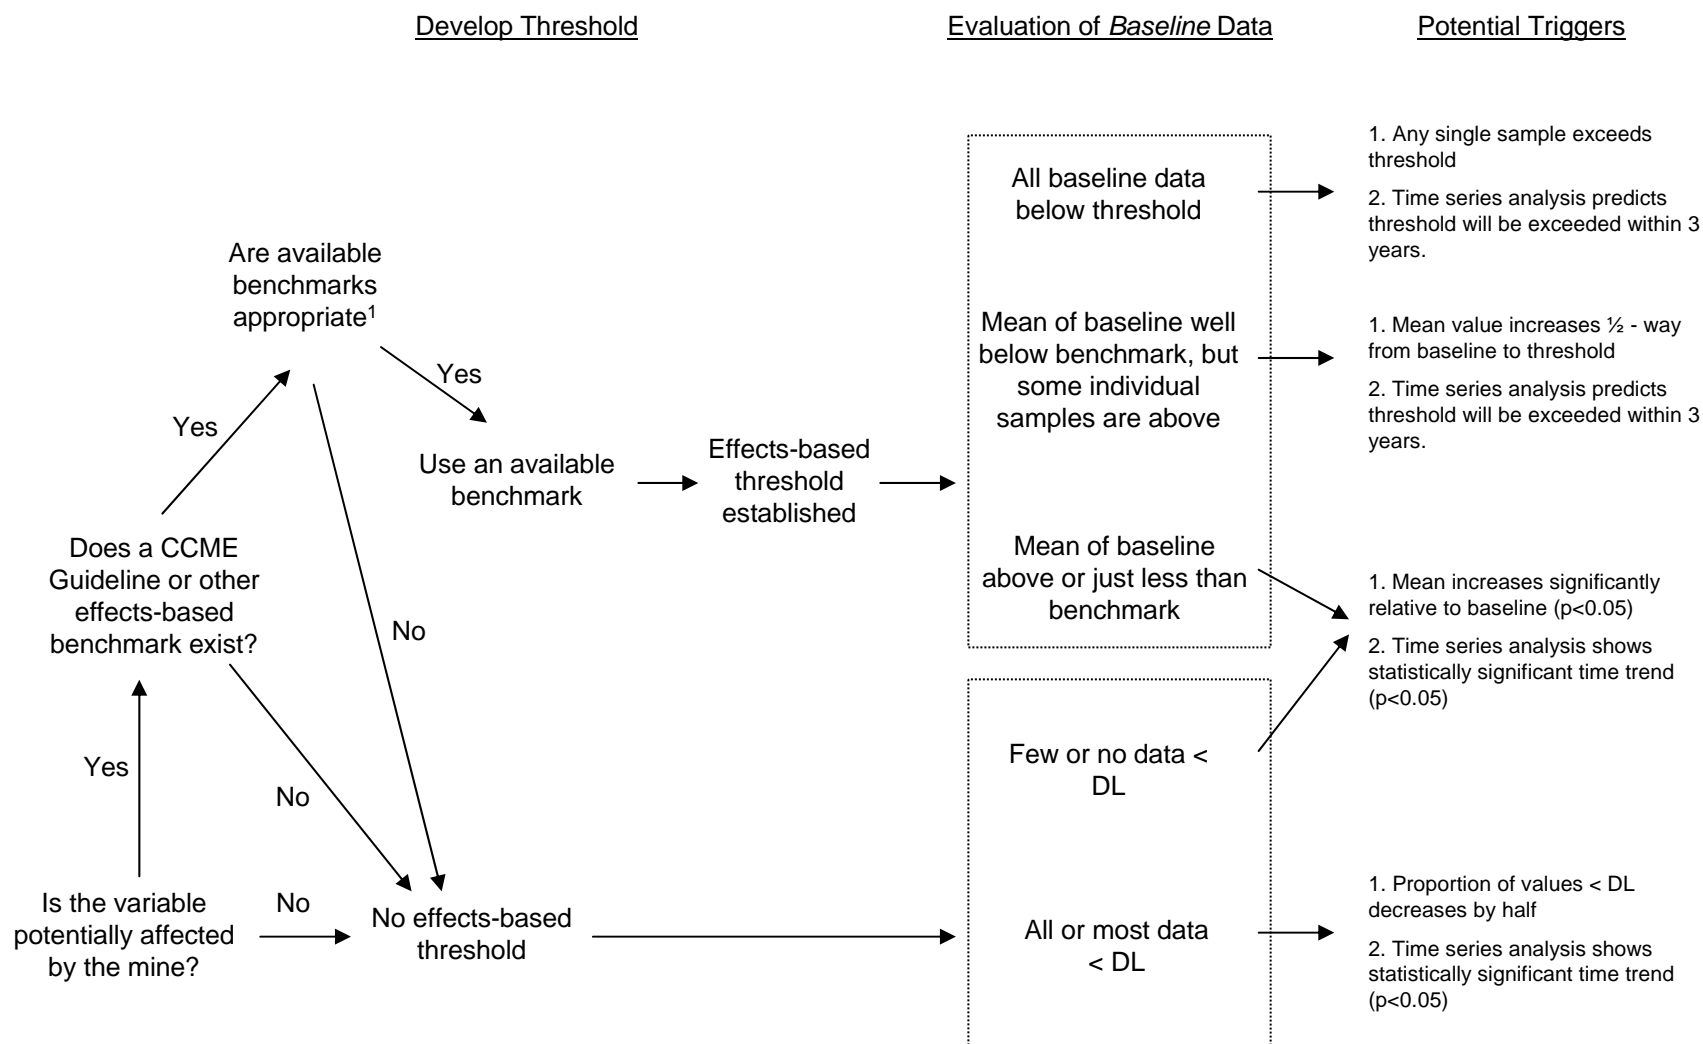 Develop Threshold
Evaluation of Baseline Data
Potential Triggers
Are available
benchmarks
appropriate1
Yes
Yes
Use an available
benchmark
Effects-based
threshold
established
Does a CCME
Guideline or other
effects-based
benchmark exist?
No
Yes
No
Is the variable
potentially affected
by the mine?
No
No effects-based
threshold
All baseline data
below threshold
Mean of baseline well
below benchmark, but
some individual
samples are above
Mean of baseline
above or just less than
benchmark
Few or no data <
DL
All or most data
< DL
1. Any single sample exceeds
threshold
2. Time series analysis predicts
threshold will be exceeded within 3
years.
1. Mean value increases ½ - way
from baseline to threshold
2. Time series analysis predicts
threshold will be exceeded within 3
years.
1. Mean increases significantly
relative to baseline (p<0.05)
2. Time series analysis shows
statistically significant time trend
(p<0.05)
1. Proportion of values < DL
decreases by half
2. Time series analysis shows
statistically significant time trend
(p<0.05)